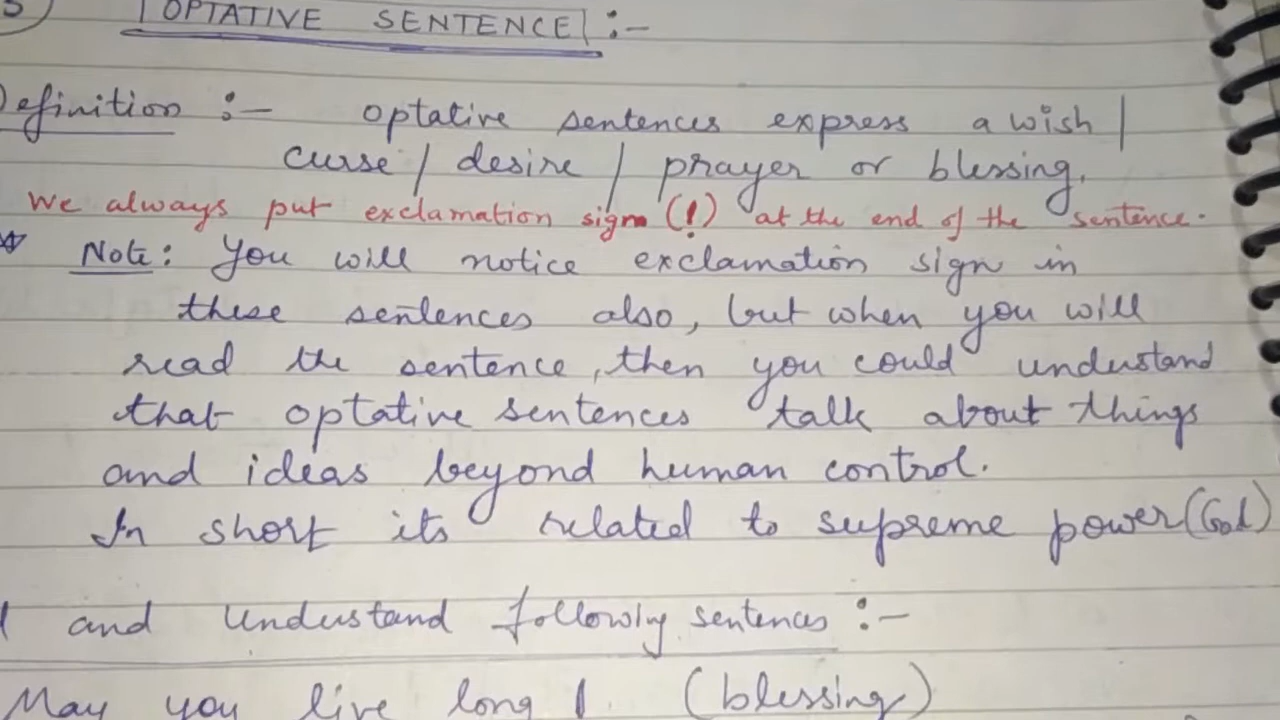 OPTATIVE SENTENCE :-
Definition :- optative sentences express a wish /
curse / desire / prayer or blessing.
We always put exclamation sign (!) at the end of the sentence.
Note: You will notice exclamation sign in
these sentences also, but when you will
read the sentence, then you could understand
that optative sentences talk about things
and ideas beyond human control.
In short its related to supreme power (God)
and understand following sentences :-
May you live long ! (blessing)